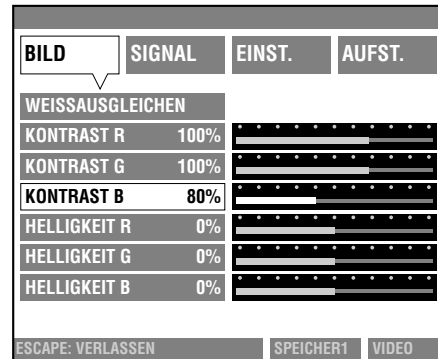 BILD SIGNAL EINST. AUFST.
WEISSAUSGLEICHEN
KONTRAST R 100%
KONTRAST G 100%
KONTRAST B 80%
HELLIGKEIT R 0%
HELLIGKEIT G 0%
HELLIGKEIT B 0%
ESCAPE: VERLASSEN SPEICHER1 VIDEO